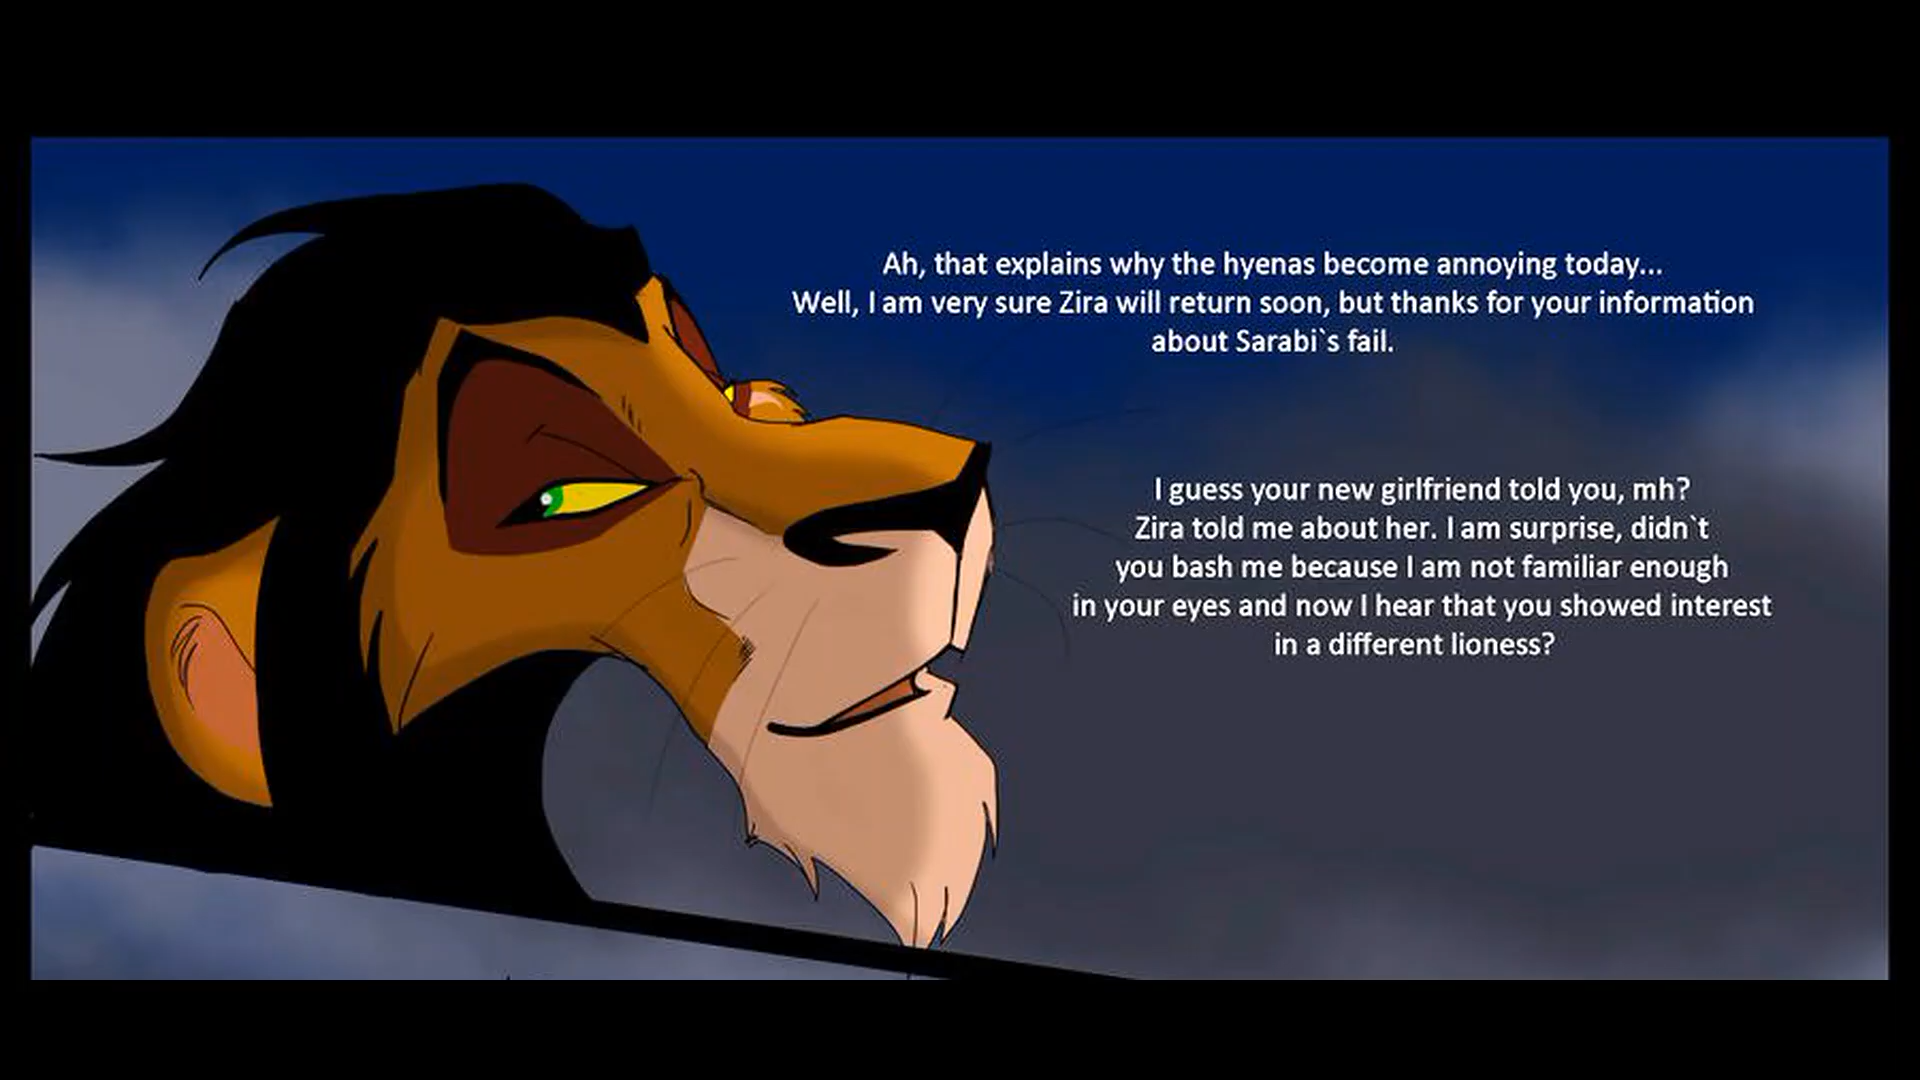 Ah, that explains why the hyenas become annoying today...
Well, I am very sure Zira will return soon, but thanks for your information
about Sarabi`s fail.
I guess your new girlfriend told you, mh?
Zira told me about her. I am surprise, didn`t
you bash me because I am not familiar enough
in your eyes and now I hear that you showed interest
in a different lioness?